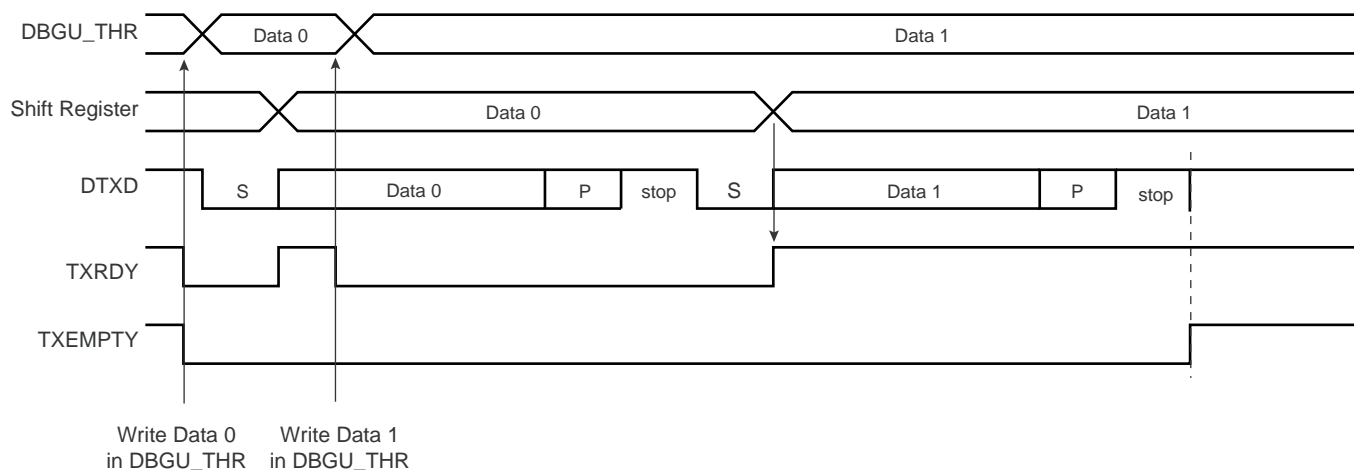 DBGU_THR Data 0 Data 1
Shift Register Data 0 Data 1
DTXD S Data 0 P stop S Data 1 P stop
TXRDY
TXEMPTY
Write Data 0 Write Data 1
in DBGU_THR in DBGU_THR